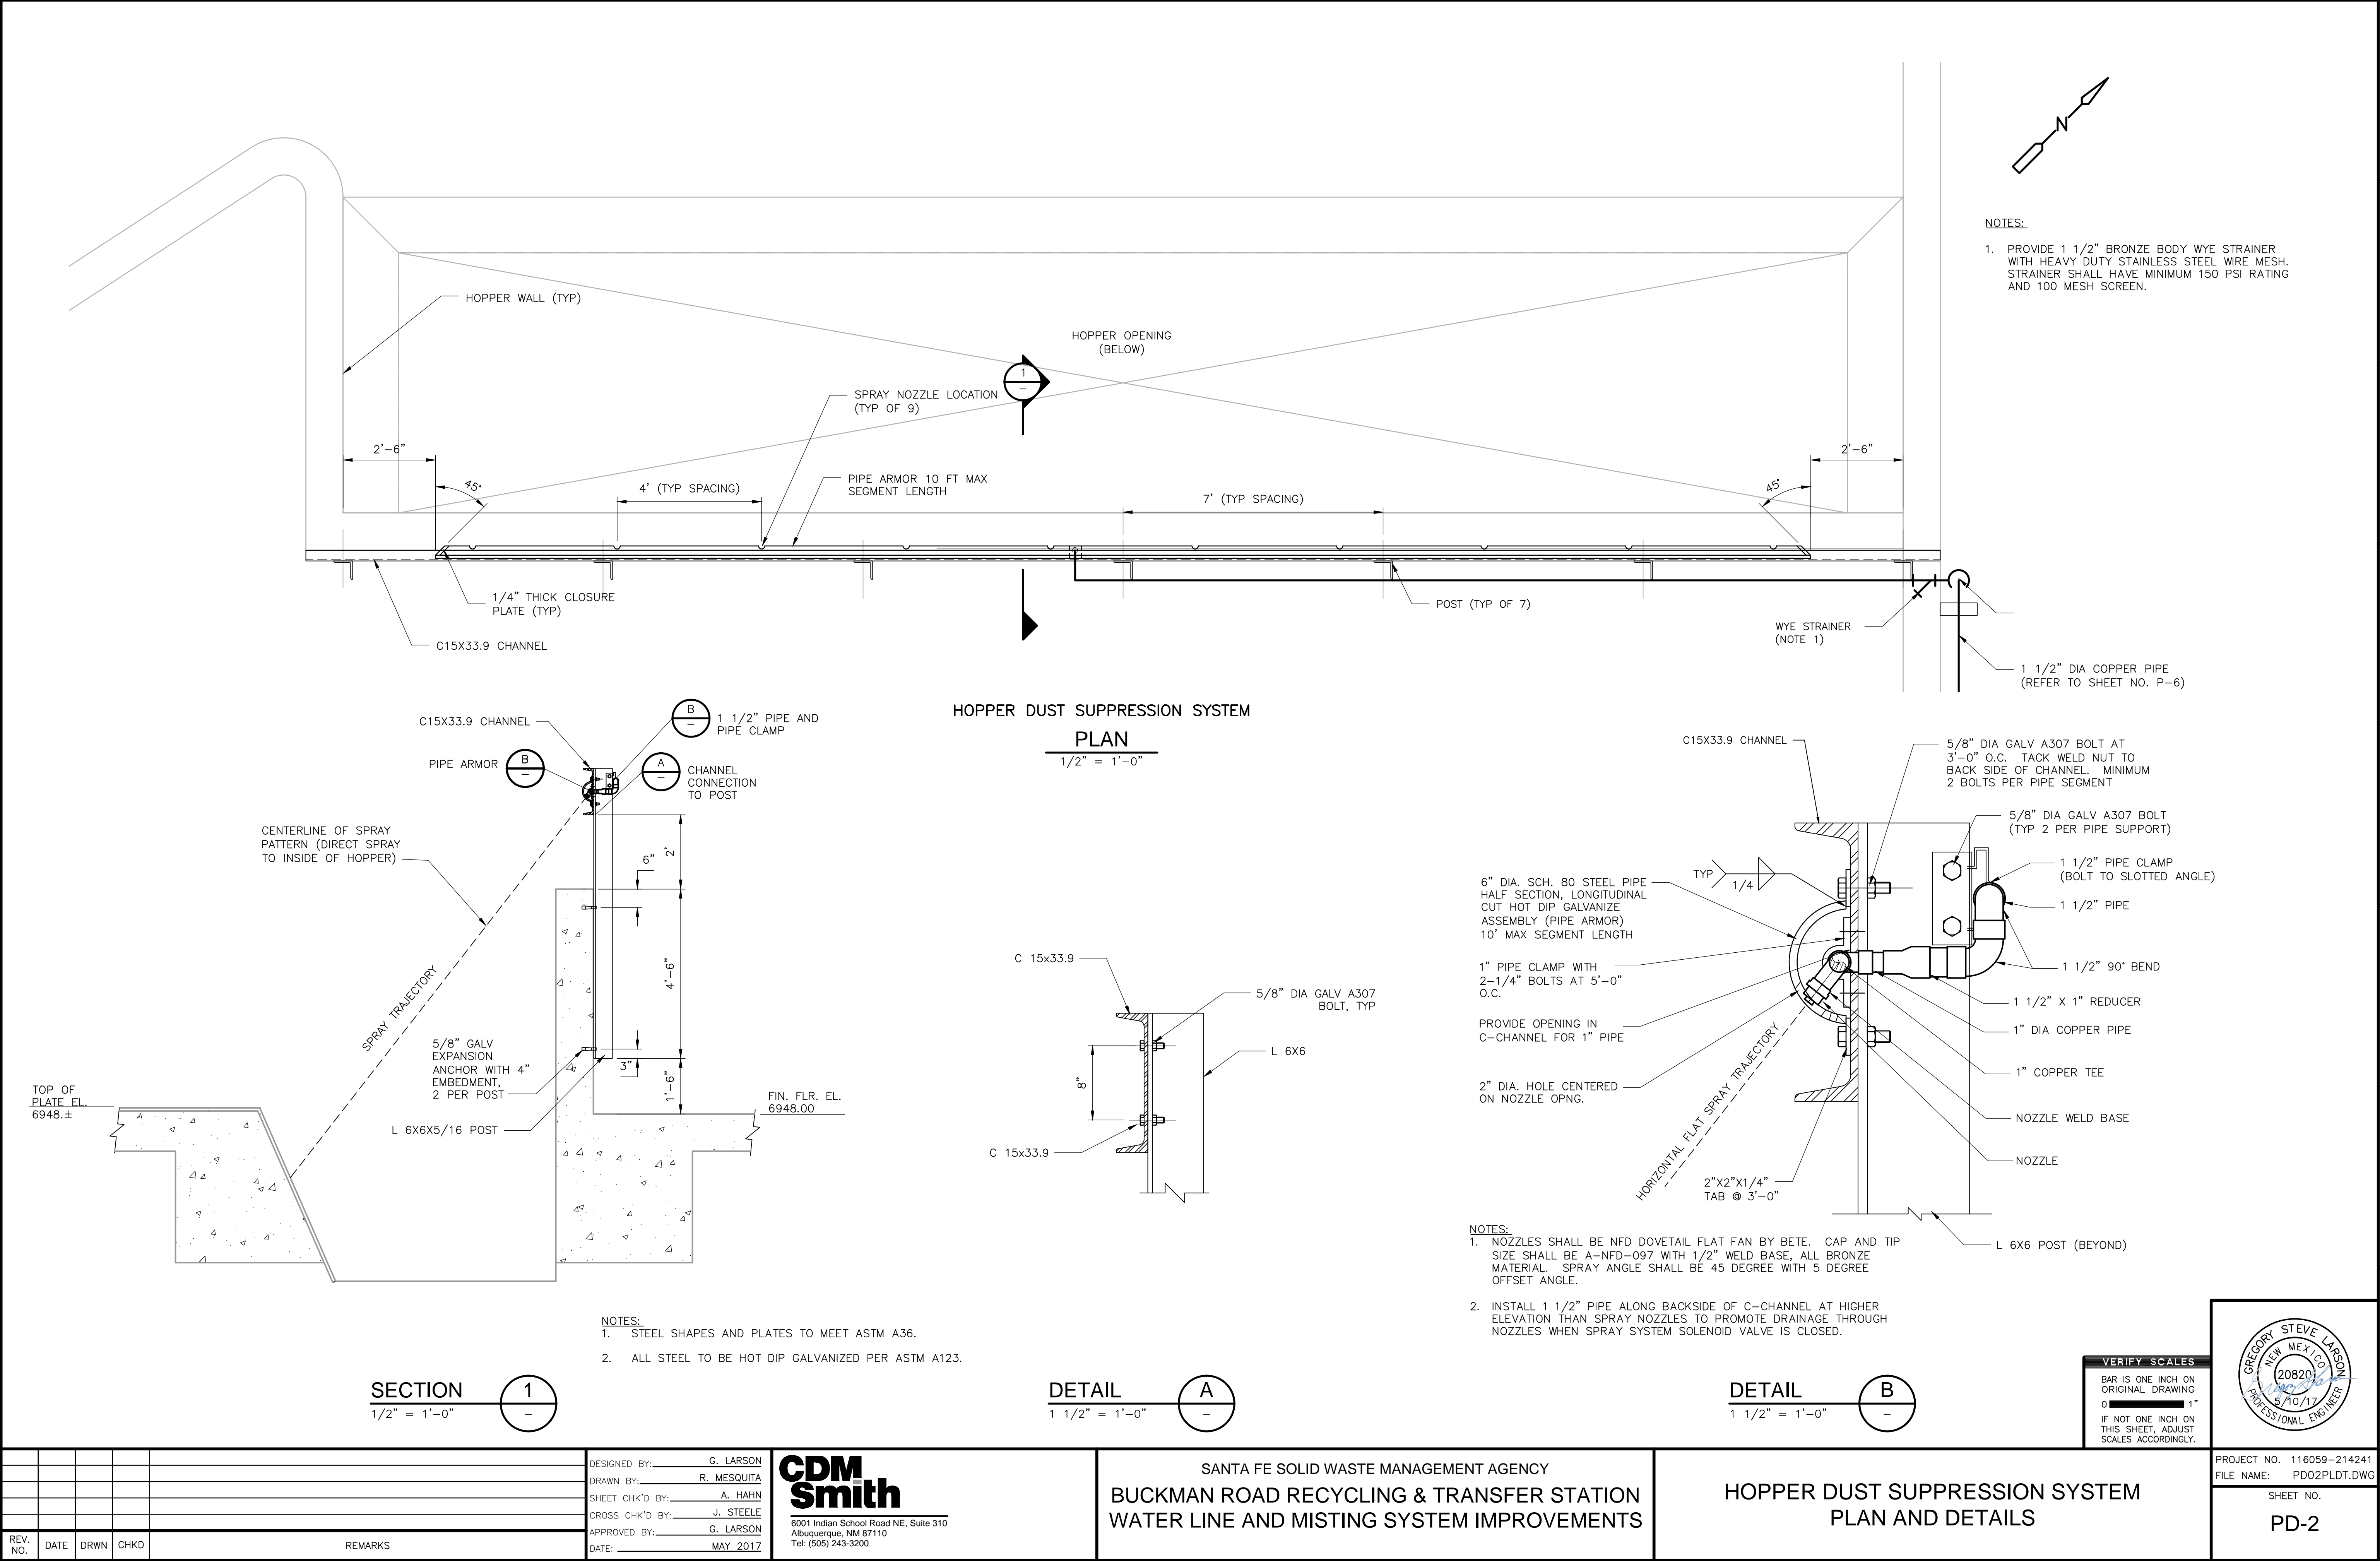 N
NOTES:
1. PROVIDE 1 1/2" BRONZE BODY WYE STRAINER
WITH HEAVY DUTY STAINLESS STEEL WIRE MESH.
STRAINER SHALL HAVE MINIMUM 150 PSI RATING
AND 100 MESH SCREEN.
HOPPER WALL (TYP)
HOPPER OPENING
(BELOW)
1
–
SPRAY NOZZLE LOCATION
(TYP OF 9)
2'-6"
2'-6"
45°
4' (TYP SPACING)
PIPE ARMOR 10 FT MAX
SEGMENT LENGTH
7' (TYP SPACING)
45°
1/4" THICK CLOSURE
PLATE (TYP)
POST (TYP OF 7)
C15X33.9 CHANNEL
WYE STRAINER
(NOTE 1)
1 1/2" DIA COPPER PIPE
(REFER TO SHEET NO. P-6)
HOPPER DUST SUPPRESSION SYSTEM
PLAN
1/2" = 1'-0"
C15X33.9 CHANNEL
B
–
1 1/2" PIPE AND
PIPE CLAMP
PIPE ARMOR
B
–
A
–
CHANNEL
CONNECTION
TO POST
CENTERLINE OF SPRAY
PATTERN (DIRECT SPRAY
TO INSIDE OF HOPPER)
6"
2'
4'-6"
SPRAY TRAJECTORY
5/8" GALV
EXPANSION
ANCHOR WITH 4"
EMBEDMENT,
2 PER POST
3"
1'-6"
TOP OF
PLATE EL.
6948.±
FIN. FLR. EL.
6948.00
L 6X6X5/16 POST
NOTES:
1. STEEL SHAPES AND PLATES TO MEET ASTM A36.
2. ALL STEEL TO BE HOT DIP GALVANIZED PER ASTM A123.
SECTION
1
–
1/2" = 1'-0"
C 15x33.9
5/8" DIA GALV A307
BOLT, TYP
L 6X6
8"
C 15x33.9
DETAIL
A
–
1 1/2" = 1'-0"
C15X33.9 CHANNEL
5/8" DIA GALV A307 BOLT AT
3'-0" O.C. TACK WELD NUT TO
BACK SIDE OF CHANNEL. MINIMUM
2 BOLTS PER PIPE SEGMENT
5/8" DIA GALV A307 BOLT
(TYP 2 PER PIPE SUPPORT)
TYP
1/4
1 1/2" PIPE CLAMP
(BOLT TO SLOTTED ANGLE)
6" DIA. SCH. 80 STEEL PIPE
HALF SECTION, LONGITUDINAL
CUT HOT DIP GALVANIZE
ASSEMBLY (PIPE ARMOR)
10' MAX SEGMENT LENGTH
1 1/2" PIPE
1" PIPE CLAMP WITH
2-1/4" BOLTS AT 5'-0"
O.C.
1 1/2" 90° BEND
1 1/2" X 1" REDUCER
PROVIDE OPENING IN
C-CHANNEL FOR 1" PIPE
1" DIA COPPER PIPE
1" COPPER TEE
2" DIA. HOLE CENTERED
ON NOZZLE OPNG.
NOZZLE WELD BASE
HORIZONTAL FLAT SPRAY TRAJECTORY
NOZZLE
2"X2"X1/4"
TAB @ 3'-0"
L 6X6 POST (BEYOND)
NOTES:
1. NOZZLES SHALL BE NFD DOVETAIL FLAT FAN BY BETE. CAP AND TIP
SIZE SHALL BE A-NFD-097 WITH 1/2" WELD BASE, ALL BRONZE
MATERIAL. SPRAY ANGLE SHALL BE 45 DEGREE WITH 5 DEGREE
OFFSET ANGLE.
2. INSTALL 1 1/2" PIPE ALONG BACKSIDE OF C-CHANNEL AT HIGHER
ELEVATION THAN SPRAY NOZZLES TO PROMOTE DRAINAGE THROUGH
NOZZLES WHEN SPRAY SYSTEM SOLENOID VALVE IS CLOSED.
DETAIL
B
–
1 1/2" = 1'-0"
VERIFY SCALES
BAR IS ONE INCH ON
ORIGINAL DRAWING
0 1"
IF NOT ONE INCH ON
THIS SHEET, ADJUST
SCALES ACCORDINGLY.
GREGORY STEVE LARSON
NEW MEXICO
20820
5/10/17
PROFESSIONAL ENGINEER
REV. NO. DATE DRWN CHKD REMARKS
DESIGNED BY: G. LARSON
DRAWN BY: R. MESQUITA
SHEET CHK'D BY: A. HAHN
CROSS CHK'D BY: J. STEELE
APPROVED BY: G. LARSON
DATE: MAY 2017
CDM
Smith
6001 Indian School Road NE, Suite 310
Albuquerque, NM 87110
Tel: (505) 243-3200
SANTA FE SOLID WASTE MANAGEMENT AGENCY
BUCKMAN ROAD RECYCLING & TRANSFER STATION
WATER LINE AND MISTING SYSTEM IMPROVEMENTS
HOPPER DUST SUPPRESSION SYSTEM
PLAN AND DETAILS
PROJECT NO. 116059-214241
FILE NAME: PD02PLDT.DWG
SHEET NO.
PD-2